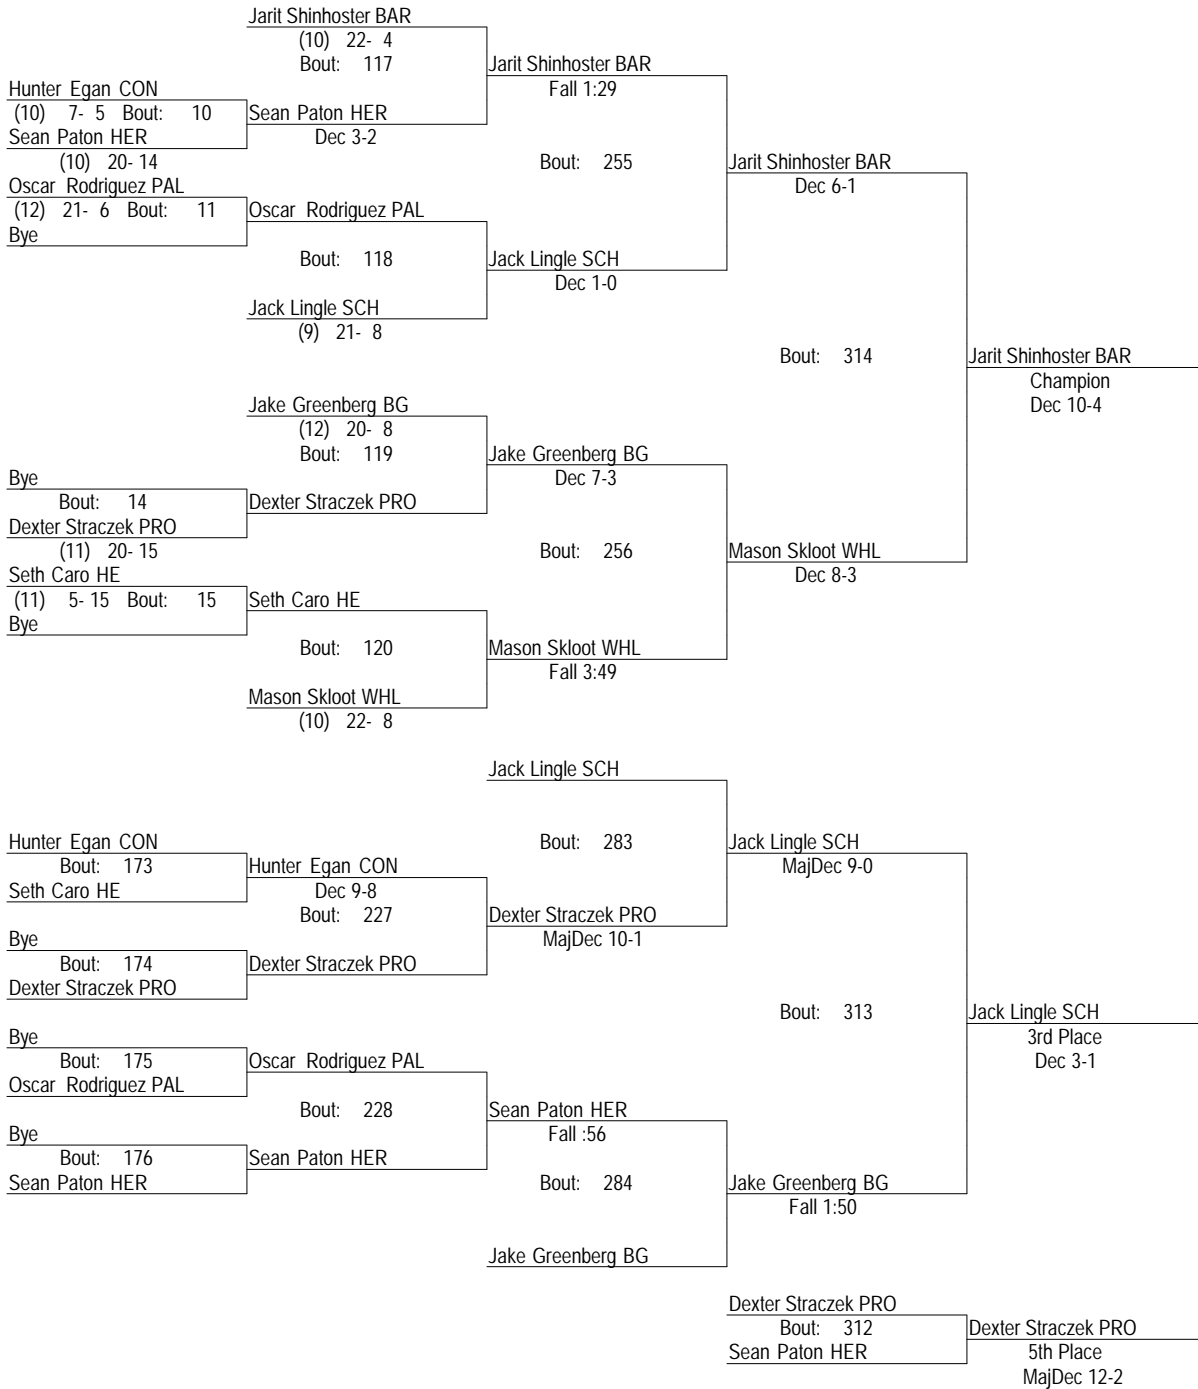 Jarit Shinhoster BAR
(10) 22- 4
Bout: 117
Jarit Shinhoster BAR
Fall 1:29
Hunter Egan CON
(10) 7- 5 Bout: 10
Sean Paton HER
Dec 3-2
Sean Paton HER
(10) 20- 14
Bout: 255
Jarit Shinhoster BAR
Dec 6-1
Oscar Rodriguez PAL
(12) 21- 6 Bout: 11
Oscar Rodriguez PAL
Bye
Bout: 118
Jack Lingle SCH
Dec 1-0
Jack Lingle SCH
(9) 21- 8
Bout: 314
Jarit Shinhoster BAR
Champion
Dec 10-4
Jake Greenberg BG
(12) 20- 8
Bout: 119
Jake Greenberg BG
Dec 7-3
Bye
Bout: 14
Dexter Straczek PRO
Dexter Straczek PRO
(11) 20- 15
Bout: 256
Mason Skloot WHL
Dec 8-3
Seth Caro HE
(11) 5- 15 Bout: 15
Seth Caro HE
Bye
Bout: 120
Mason Skloot WHL
Fall 3:49
Mason Skloot WHL
(10) 22- 8
Jack Lingle SCH
Bout: 283
Jack Lingle SCH
MajDec 9-0
Hunter Egan CON
Bout: 173
Hunter Egan CON
Dec 9-8
Seth Caro HE
Bout: 227
Dexter Straczek PRO
MajDec 10-1
Bye
Bout: 174
Dexter Straczek PRO
Dexter Straczek PRO
Bout: 313
Jack Lingle SCH
3rd Place
Dec 3-1
Bye
Bout: 175
Oscar Rodriguez PAL
Oscar Rodriguez PAL
Bout: 228
Sean Paton HER
Fall :56
Bye
Bout: 176
Sean Paton HER
Sean Paton HER
Bout: 284
Jake Greenberg BG
Fall 1:50
Jake Greenberg BG
Dexter Straczek PRO
Bout: 312
Dexter Straczek PRO
Sean Paton HER
5th Place
MajDec 12-2